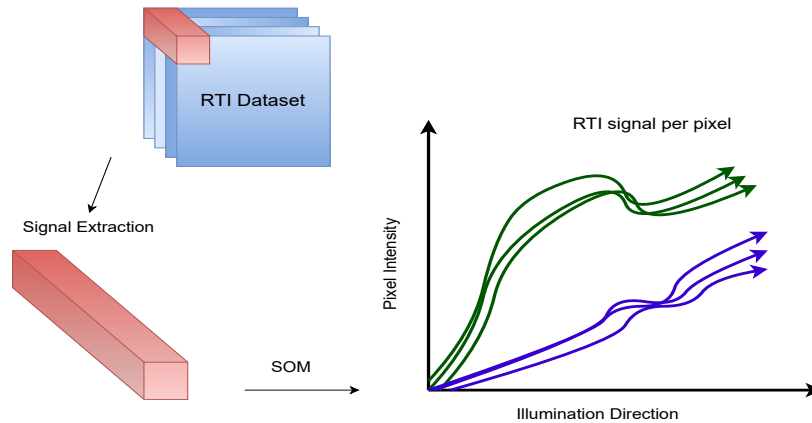 RTI Dataset
Signal Extraction
SOM
RTI signal per pixel
Pixel Intensity
Illumination Direction